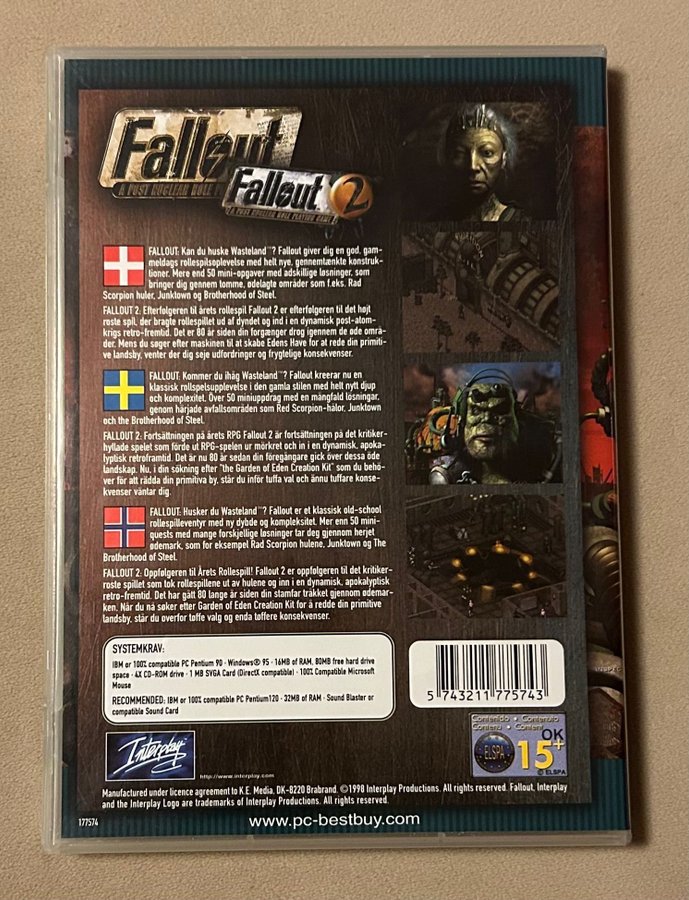 Fallout
A POST NUCLEAR ROLE
Fallout 2
A POST NUCLEAR ROLE PLAYING GAME
FALLOUT: Kan du huske Wasteland™? Fallout giver dig en god, gam-
meldags rollespilsoplevelse med helt nye, gennemtænkte konstruk-
tioner. Mere end 50 mini-opgaver med adskillige løsninger, som
bringer dig gennem tomme, ødelagte områder som f.eks. Rad
Scorpion huler, Junktown og Brotherhood of Steel.
FALLOUT 2: Efterfølgeren til årets rollespil Fallout 2 er efterfølgeren til det højt
roste spil, der bragte rollespillet ud af dyndet og ind i en dynamisk post-atom-
krigs retro-fremtid. Det er 80 år siden din forgænger drog gennem de øde områ-
der. Mens du søger efter maskinen til at skabe Edens Have for at rede din primiti-
ve landsby, venter der dig seje udfordringer og frygtelige konsekvenser.
FALLOUT: Kommer du ihåg Wasteland™? Fallout kreerar nu en
klassisk rollspelsupplevelse i den gamla stilen med helt nytt djup
och komplexitet. Över 50 miniuppdrag med en mångfald lösningar,
genom härjade avfallsområden som Red Scorpion-hålor, Junktown
och the Brotherhood of Steel.
FALLOUT 2: Fortsättningen på årets RPG Fallout 2 är fortsättningen på det kritiker-
hyllade spelet som förde ut RPG-spelen ur mörkret och in i en dynamisk, apoka-
lyptisk retroframtid. Det är nu 80 år sedan din föregångare gick över dessa öde
landskap. Nu, i din sökning efter "the Garden of Eden Creation Kit" som du behö-
ver för att rädda din primitiva by, står du inför tuffa val och ännu tuffare konse-
kvenser väntar dig.
FALLOUT: Husker du Wasteland™? Fallout er et klassisk old-school
rollespilleventyr med ny dybde og kompleksitet. Mer enn 50 mini-
quests med mange forskjellige løsninger tar deg gjennom herjet
ødemark, som for eksempel Rad Scorpion hulene, Junktown og The
Brotherhood of Steel.
FALLOUT 2: Oppfølgeren til Årets Rollespill! Fallout 2 er oppfølgeren til det kritiker-
roste spillet som tok rollespillene ut av hulene og inn i en dynamisk, apokalyptisk
retro-fremtid. Det har gått 80 lange år siden din stamfar trakket gjennom ødemar-
ken. Når du nå søker etter Garden of Eden Creation Kit for å redde din primitive
landsby, står du overfor tøffe valg og enda tøffere konsekvenser.
SYSTEMKRAV:
IBM or 100% compatible PC Pentium 90 · Windows® 95 · 16MB of RAM, 80MB free hard drive
space · 4X CD-ROM drive · 1 MB SVGA Card (DirectX compatible) · 100% Compatible Microsoft
Mouse
RECOMMENDED: IBM or 100% compatible PC Pentium120 · 32MB of RAM · Sound Blaster or
compatible Sound Card
5 743211 775743
Interplay™
http://www.interplay.com
Contenido · Contenuto
Contenu · Content
ELSPA
OK
15+
© ELSPA
Manufactured under licence agreement to K.E. Media, DK-8220 Brabrand. ©1998 Interplay Productions. All rights reserved. Fallout, Interplay
and the Interplay Logo are trademarks of Interplay Productions. All rights reserved.
177574
www.pc-bestbuy.com